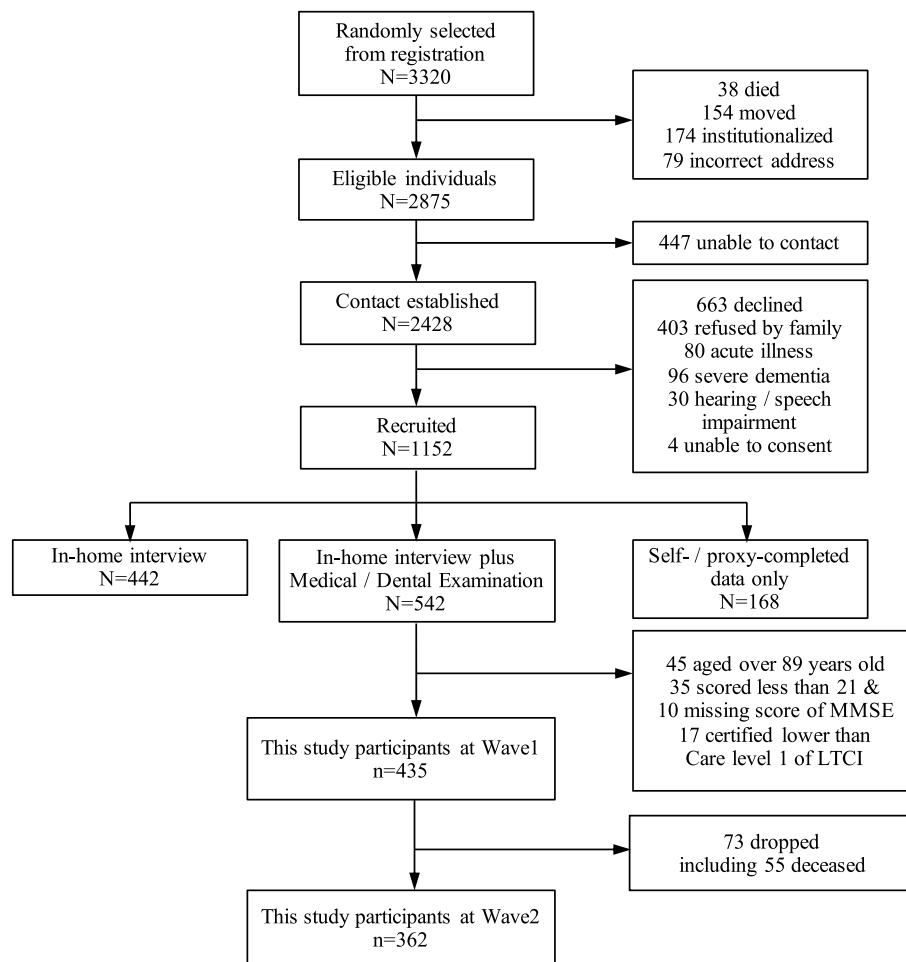 Randomly selected
from registration
N=3320
38 died
154 moved
174 institutionalized
79 incorrect address
Eligible individuals
N=2875
447 unable to contact
Contact established
N=2428
663 declined
403 refused by family
80 acute illness
96 severe dementia
30 hearing / speech
impairment
4 unable to consent
Recruited
N=1152
In-home interview
N=442
In-home interview plus
Medical / Dental Examination
N=542
Self- / proxy-completed
data only
N=168
45 aged over 89 years old
35 scored less than 21 &
10 missing score of MMSE
17 certified lower than
Care level 1 of LTCI
This study participants at Wave1
n=435
73 dropped
including 55 deceased
This study participants at Wave2
n=362